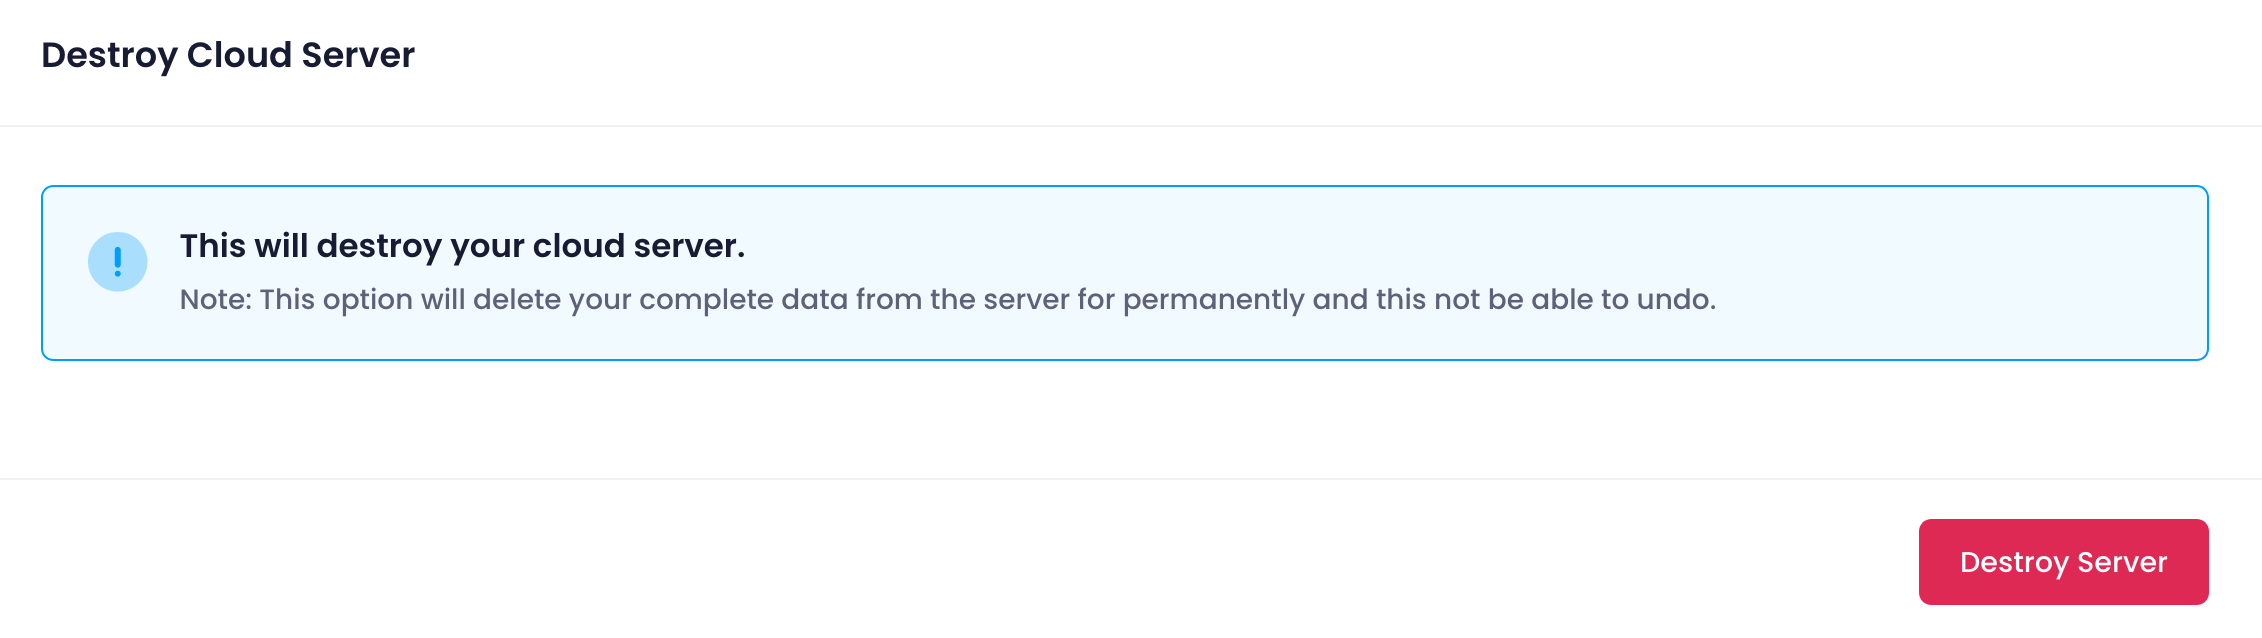 Destroy Cloud Server
This will destroy your cloud server.
Note: This option will delete your complete data from the server for permanently and this not be able to undo.
Destroy Server